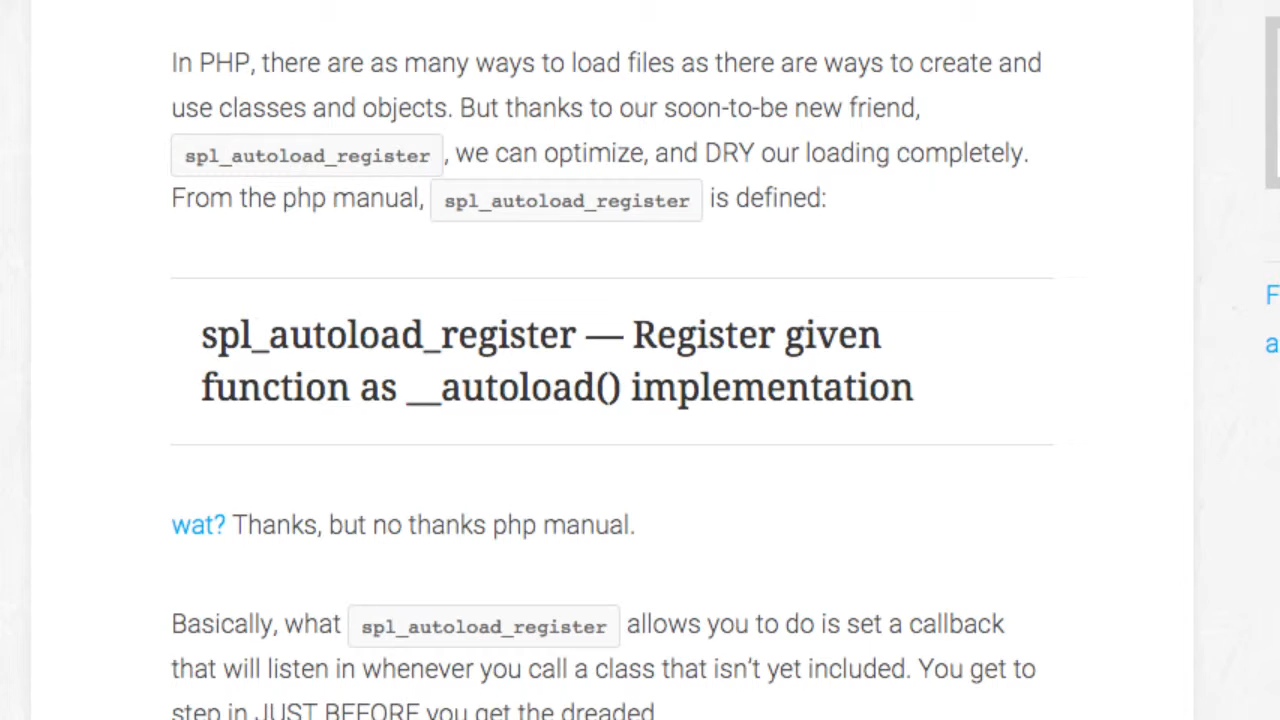 In PHP, there are as many ways to load files as there are ways to create and
use classes and objects. But thanks to our soon-to-be new friend,
spl_autoload_register , we can optimize, and DRY our loading completely.
From the php manual, spl_autoload_register is defined:
spl_autoload_register — Register given
function as __autoload() implementation
wat? Thanks, but no thanks php manual.
Basically, what spl_autoload_register allows you to do is set a callback
that will listen in whenever you call a class that isn't yet included. You get to
step in JUST BEFORE you get the dreaded
F
a